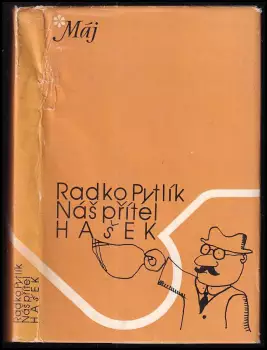 Máj
Radko Pytlík
Náš přítel
HAŠEK
Radko Pytlík
Náš přítel
HAŠEK